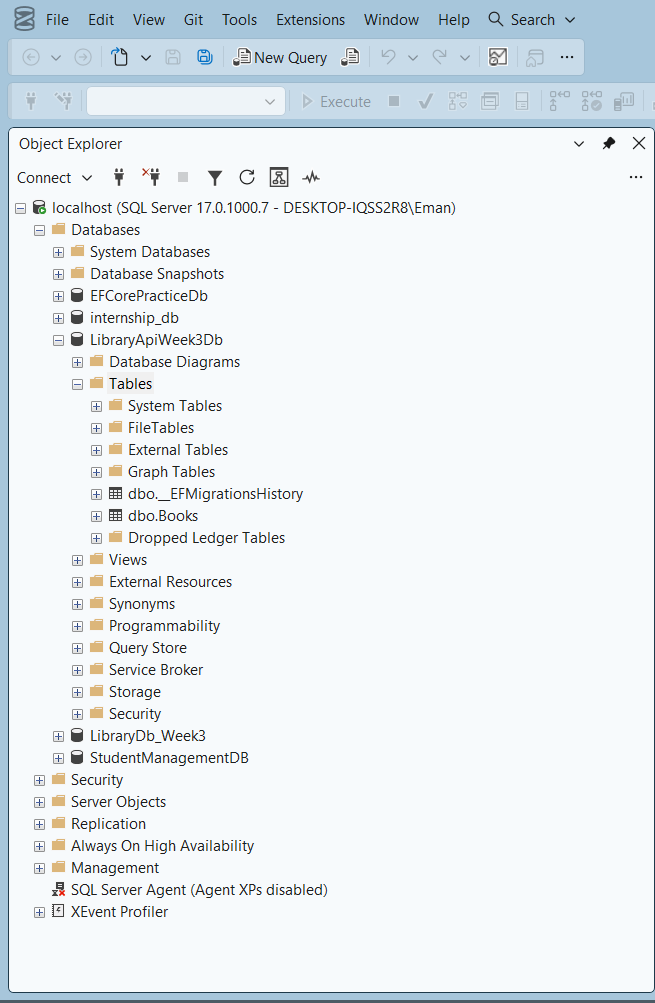 File Edit View Git Tools Extensions Window Help Search
New Query
Execute
Object Explorer
Connect
localhost (SQL Server 17.0.1000.7 - DESKTOP-IQSS2R8\Eman)
Databases
System Databases
Database Snapshots
EFCorePracticeDb
internship_db
LibraryApiWeek3Db
Database Diagrams
Tables
System Tables
FileTables
External Tables
Graph Tables
dbo.__EFMigrationsHistory
dbo.Books
Dropped Ledger Tables
Views
External Resources
Synonyms
Programmability
Query Store
Service Broker
Storage
Security
LibraryDb_Week3
StudentManagementDB
Security
Server Objects
Replication
Always On High Availability
Management
SQL Server Agent (Agent XPs disabled)
XEvent Profiler